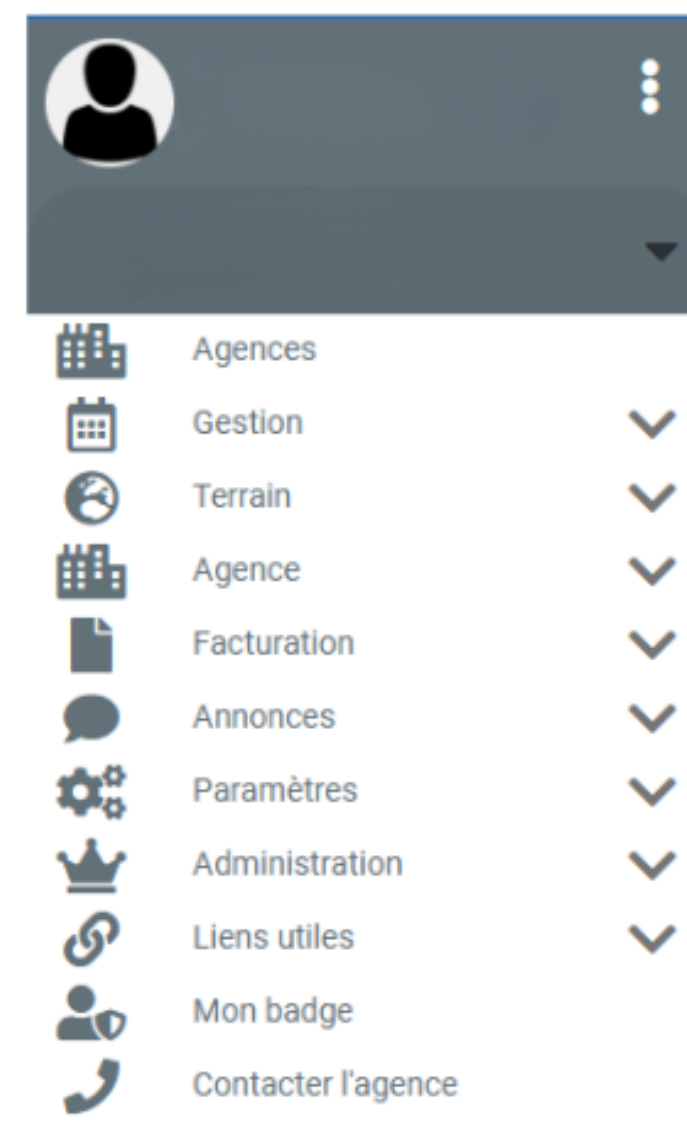 Agences
Gestion
Terrain
Agence
Facturation
Annonces
Paramètres
Administration
Liens utiles
Mon badge
Contacter l'agence